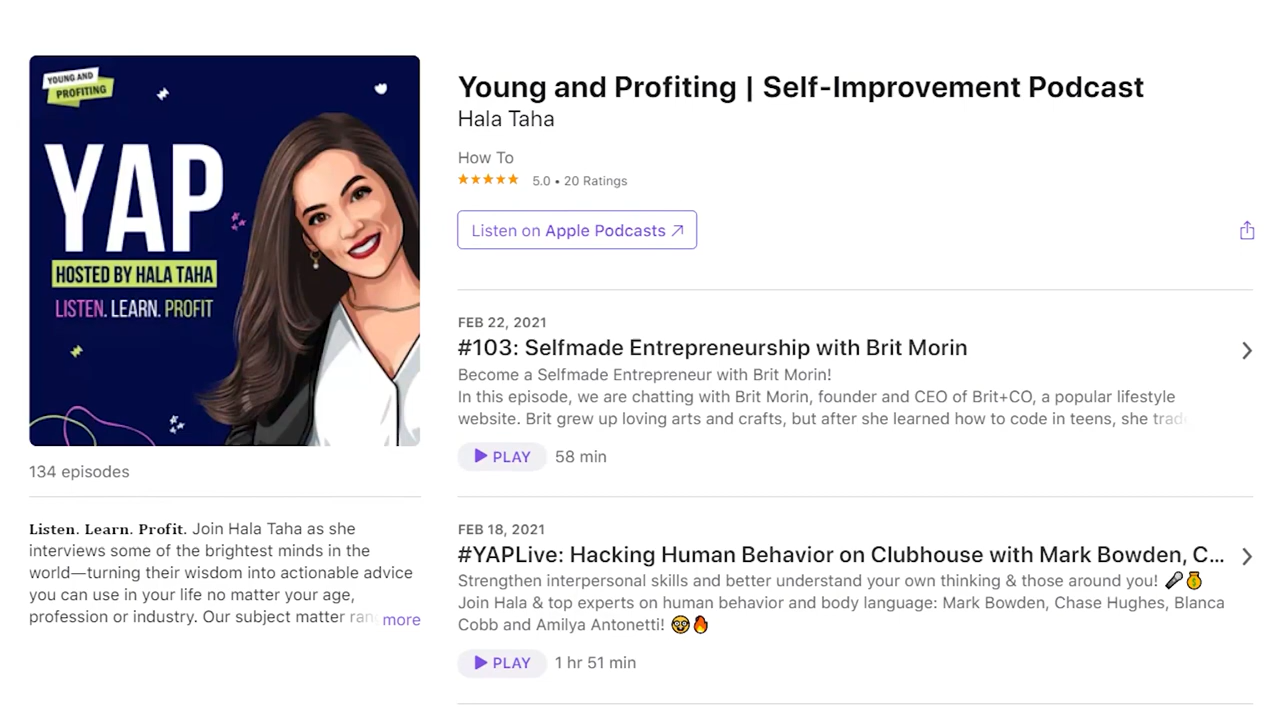 YOUNG AND
PROFITING
YAP
HOSTED BY HALA TAHA
LISTEN. LEARN. PROFIT
134 episodes
Listen. Learn. Profit. Join Hala Taha as she
interviews some of the brightest minds in the
world—turning their wisdom into actionable advice
you can use in your life no matter your age,
profession or industry. Our subject matter more
Young and Profiting | Self-Improvement Podcast
Hala Taha
How To
★★★★★ 5.0 • 20 Ratings
Listen on Apple Podcasts ↗
FEB 22, 2021
#103: Selfmade Entrepreneurship with Brit Morin
Become a Selfmade Entrepreneur with Brit Morin!
In this episode, we are chatting with Brit Morin, founder and CEO of Brit+CO, a popular lifestyle
website. Brit grew up loving arts and crafts, but after she learned how to code in teens, she
PLAY 58 min
FEB 18, 2021
#YAPLive: Hacking Human Behavior on Clubhouse with Mark Bowden, C...
Strengthen interpersonal skills and better understand your own thinking & those around you! 🎤💰
Join Hala & top experts on human behavior and body language: Mark Bowden, Chase Hughes, Blanca
Cobb and Amilya Antonetti! 🤓🔥
PLAY 1 hr 51 min